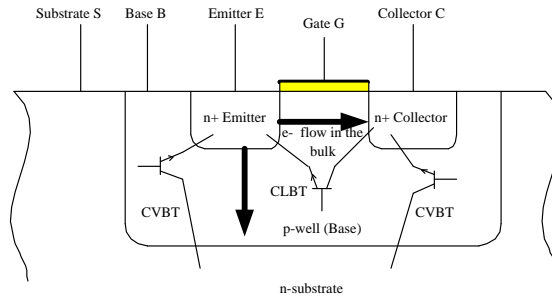 Substrate S
Base B
Emitter E
Gate G
Collector C
n+ Emitter
e- flow in the
bulk
n+ Collector
CVBT
CLBT
CVBT
p-well (Base)
n-substrate